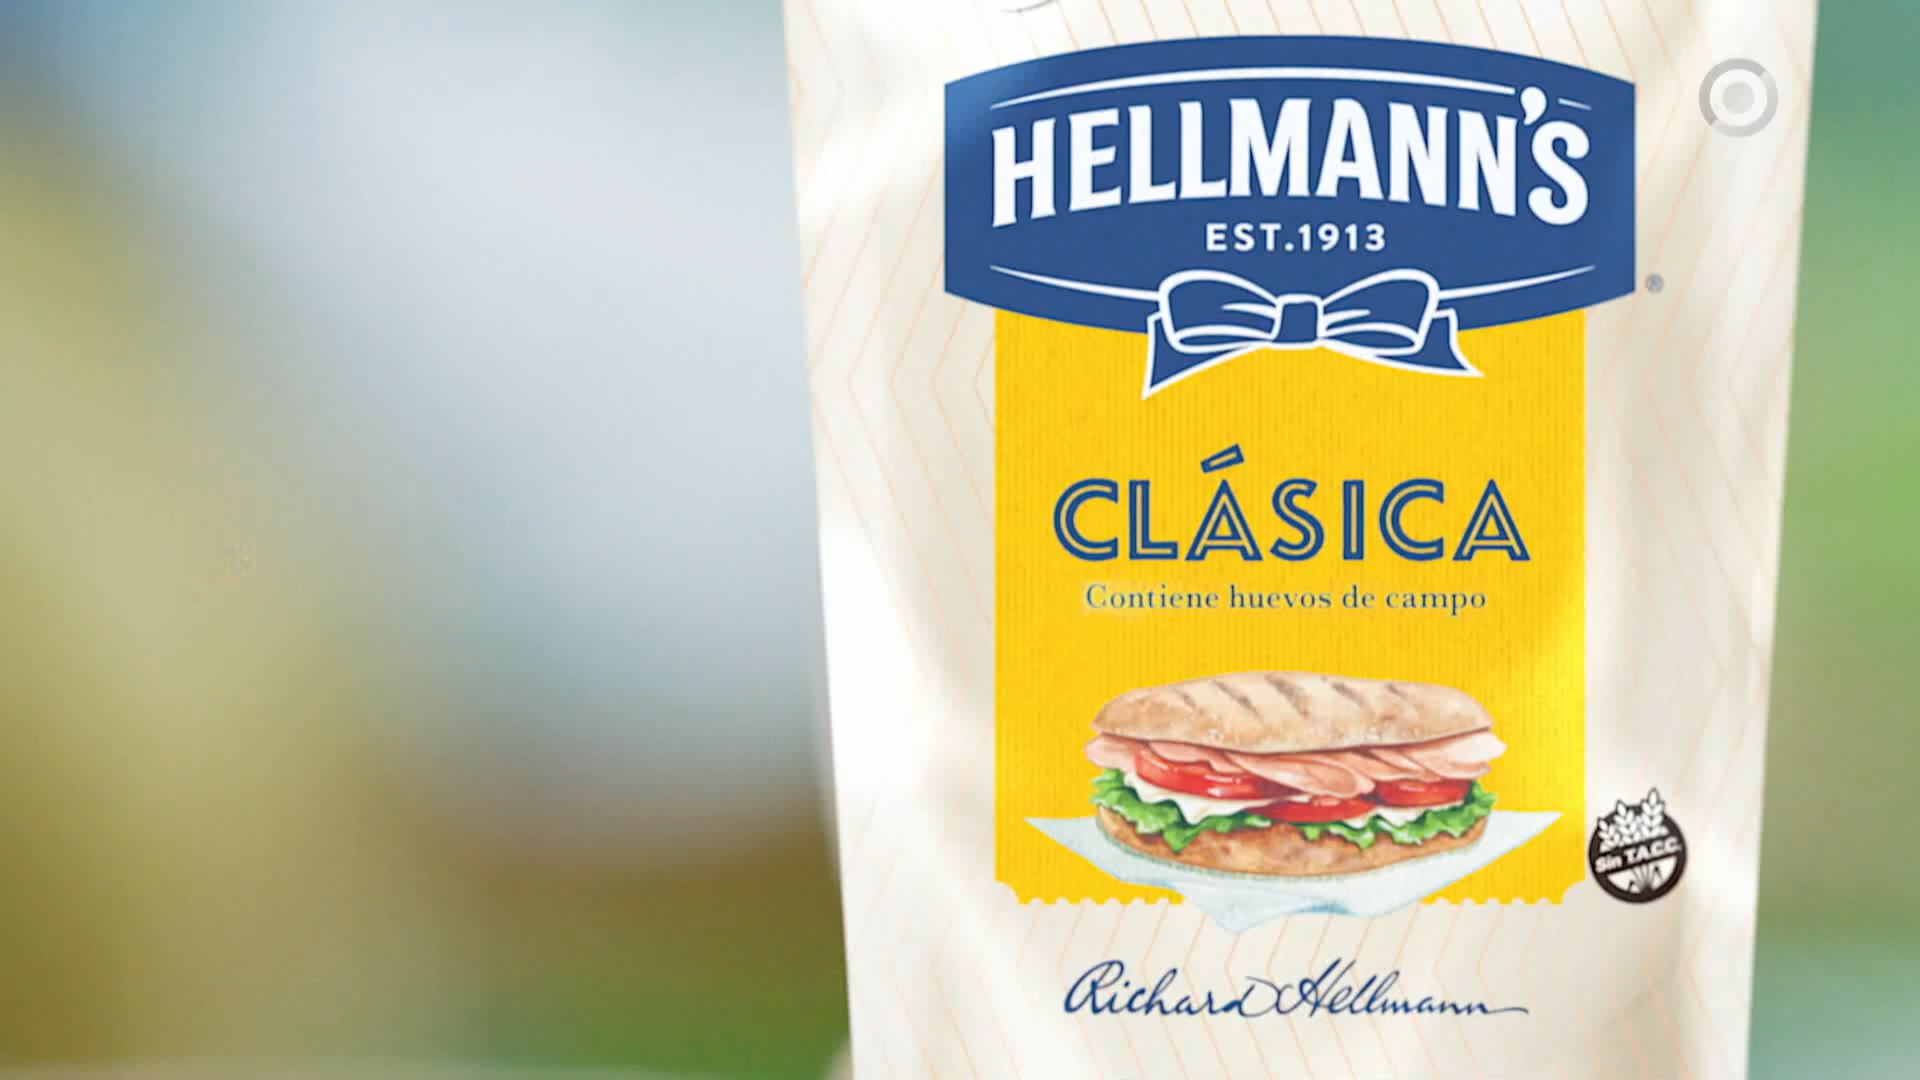 HELLMANN'S
EST.1913
®
CLÁSICA
Contiene huevos de campo
Sin T.A.C.C.
Richard Hellmann